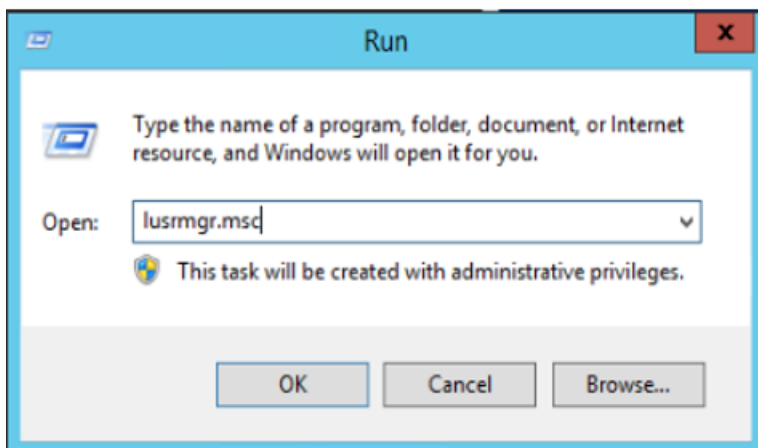 Run
x
Type the name of a program, folder, document, or Internet
resource, and Windows will open it for you.
Open: lusrmgr.msc
This task will be created with administrative privileges.
OK Cancel Browse...